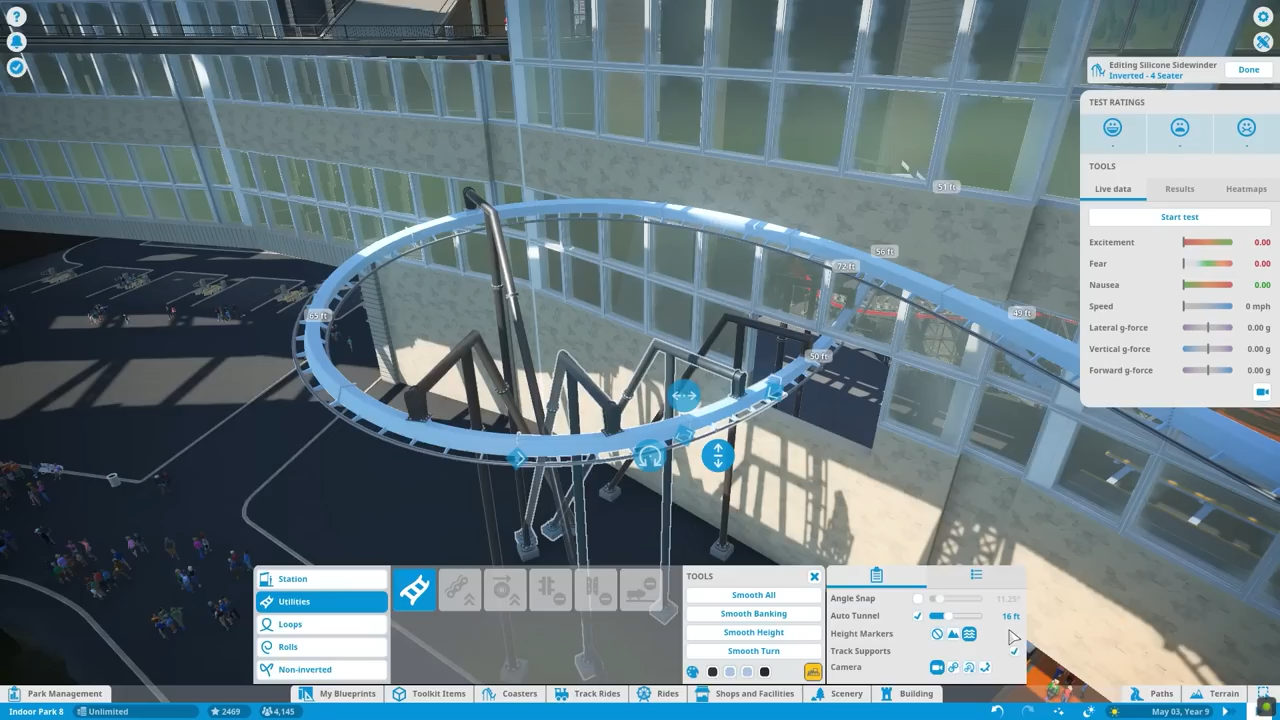 ?
Editing Silicone Sidewinder
Inverted - 4 Seater
Done
TEST RATINGS
-
-
-
TOOLS
Live data
Results
Heatmaps
Start test
Excitement 0.00
Fear 0.00
Nausea 0.00
Speed 0 mph
Lateral g-force 0.00 g
Vertical g-force 0.00 g
Forward g-force 0.00 g
51 ft
56 ft
72 ft
65 ft
49 ft
50 ft
Station
Utilities
Loops
Rolls
Non-inverted
TOOLS
Smooth All
Smooth Banking
Smooth Height
Smooth Turn
Angle Snap 11.25°
Auto Tunnel 16 ft
Height Markers
Track Supports
Camera
Park Management
My Blueprints
Toolkit Items
Coasters
Track Rides
Rides
Shops and Facilities
Scenery
Building
Paths
Terrain
Indoor Park 8
Unlimited
2469
4,145
May 03, Year 9